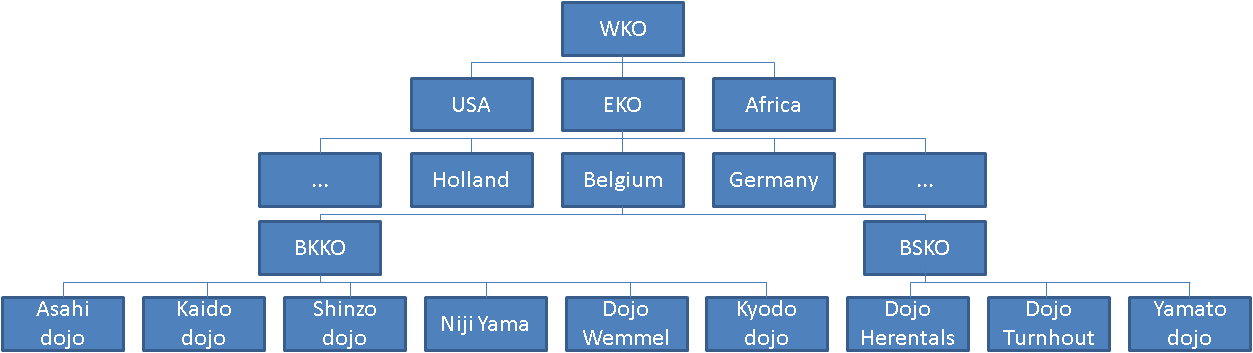 WKO
USA
EKO
Africa
...
Holland
Belgium
Germany
...
BKKO
BSKO
Asahi
dojo
Kaido
dojo
Shinzo
dojo
Niji Yama
Dojo
Wemmel
Kyodo
dojo
Dojo
Herentals
Dojo
Turnhout
Yamato
dojo